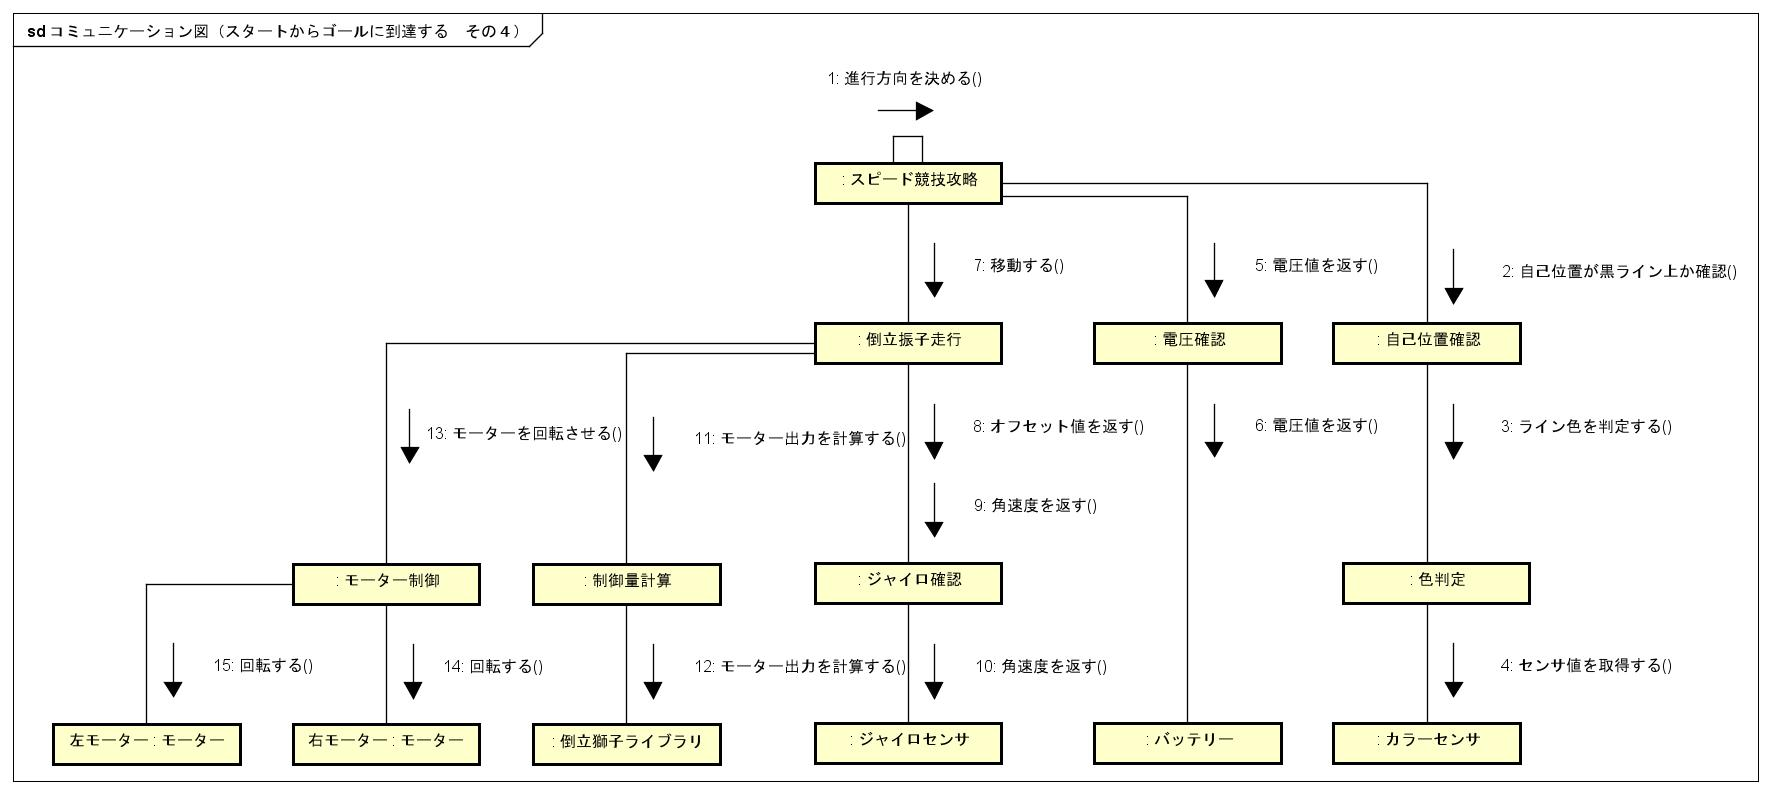 sd コミュニケーション図（スタートからゴールに到達する　その４）
1: 進行方向を決める()
: スピード競技攻略
7: 移動する()
5: 電圧値を返す()
2: 自己位置が黒ライン上か確認()
: 倒立振子走行
: 電圧確認
: 自己位置確認
13: モーターを回転させる()
11: モーター出力を計算する()
8: オフセット値を返す()
6: 電圧値を返す()
3: ライン色を判定する()
9: 角速度を返す()
: モーター制御
: 制御量計算
: ジャイロ確認
: 色判定
15: 回転する()
14: 回転する()
12: モーター出力を計算する()
10: 角速度を返す()
4: センサ値を取得する()
左モーター : モーター
右モーター : モーター
: 倒立獅子ライブラリ
: ジャイロセンサ
: バッテリー
: カラーセンサ